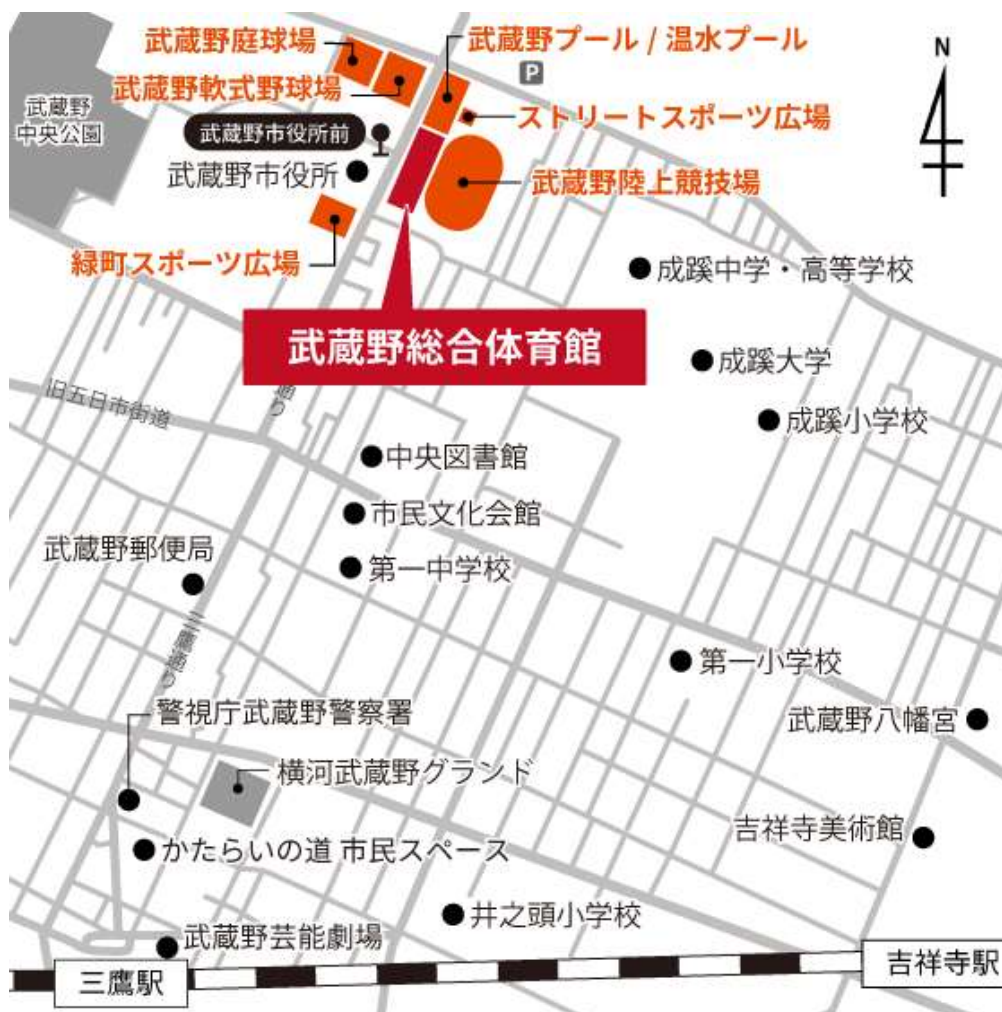 武蔵野庭球場
武蔵野プール / 温水プール
N
P
武蔵野軟式野球場
武蔵野
中央公園
ストリートスポーツ広場
武蔵野市役所前
武蔵野市役所
武蔵野陸上競技場
緑町スポーツ広場
成蹊中学・高等学校
武蔵野総合体育館
成蹊大学
通り
旧五日市街道
成蹊小学校
中央図書館
市民文化会館
武蔵野郵便局
第一中学校
三鷹通り
第一小学校
警視庁武蔵野警察署
武蔵野八幡宮
横河武蔵野グランド
吉祥寺美術館
かたらいの道 市民スペース
井之頭小学校
武蔵野芸能劇場
吉祥寺駅
三鷹駅